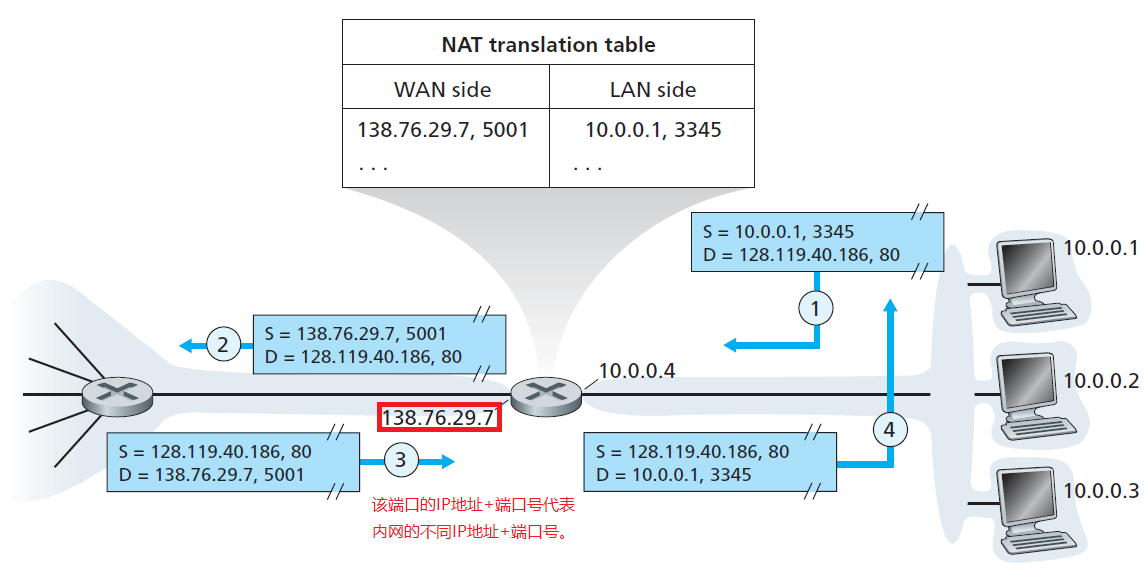 NAT translation table
WAN side
LAN side
138.76.29.7, 5001
10.0.0.1, 3345
. . .
. . .
S = 10.0.0.1, 3345
D = 128.119.40.186, 80
10.0.0.1
1
2
S = 138.76.29.7, 5001
D = 128.119.40.186, 80
10.0.0.4
10.0.0.2
138.76.29.7
4
S = 128.119.40.186, 80
D = 138.76.29.7, 5001
3
S = 128.119.40.186, 80
D = 10.0.0.1, 3345
10.0.0.3
该端口的IP地址+端口号代表
内网的不同IP地址+端口号。